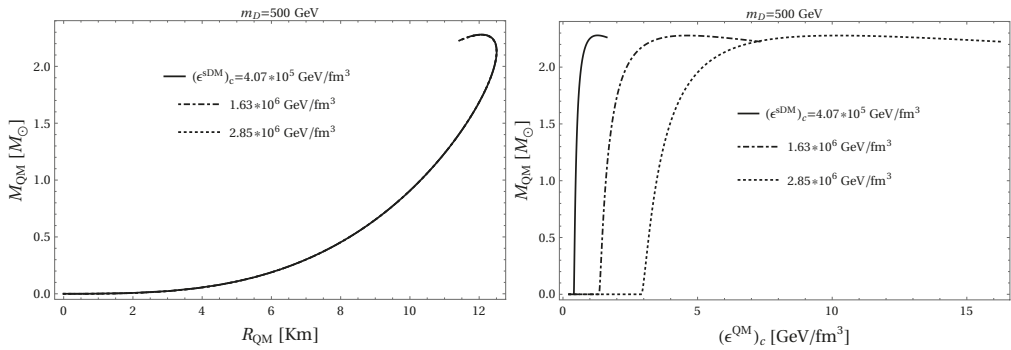 m_D=500 GeV
M_QM [M_⊙]
2.0
1.5
1.0
0.5
0.0
(ϵ^sDM)_c=4.07*10^5 GeV/fm^3
1.63*10^6 GeV/fm^3
2.85*10^6 GeV/fm^3
0 2 4 6 8 10 12
R_QM [Km]
m_D=500 GeV
M_QM [M_⊙]
2.0
1.5
1.0
0.5
0.0
(ϵ^sDM)_c=4.07*10^5 GeV/fm^3
1.63*10^6 GeV/fm^3
2.85*10^6 GeV/fm^3
0 5 10 15
(ϵ^QM)_c [GeV/fm^3]